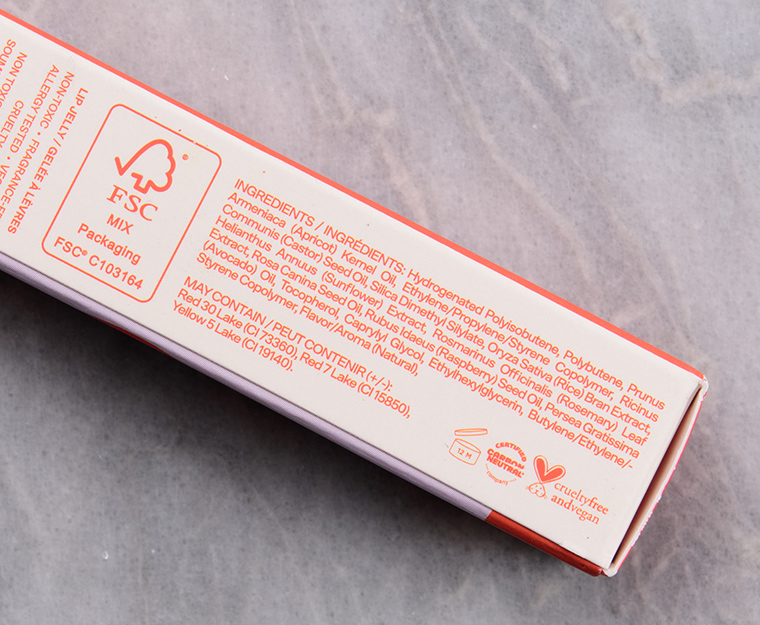 LIP JELLY / GELÉE À LÈVRES
NON-TOXIC • FRAGRANCE-
ALLERGY TESTED •
NON TOXI
CRUELTY
SOUM
FSC
MIX
Packaging
FSC® C103164
INGREDIENTS / INGRÉDIENTS: Hydrogenated Polyisobutene, Polybutene, Prunus
Armeniaca (Apricot) Kernel Oil, Ethylene/Propylene/Styrene Copolymer, Ricinus
Communis (Castor) Seed Oil, Silica Dimethyl Silylate, Oryza Sativa (Rice) Bran Extract,
Helianthus Annuus (Sunflower) Extract, Rosmarinus Officinalis (Rosemary) Leaf
Extract, Rosa Canina Seed Oil, Rubus Idaeus (Raspberry) Seed Oil, Persea Gratissima
(Avocado) Oil, Tocopherol, Caprylyl Glycol, Ethylhexylglycerin, Butylene/Ethylene/-
Styrene Copolymer, Flavor/Aroma (Natural),
MAY CONTAIN / PEUT CONTENIR (+/-):
Red 30 Lake (CI 73360), Red 7 Lake (CI 15850),
Yellow 5 Lake (CI 19140).
12 M
CERTIFIED
CARBON
NEUTRAL
company
crueltyfree
andvegan